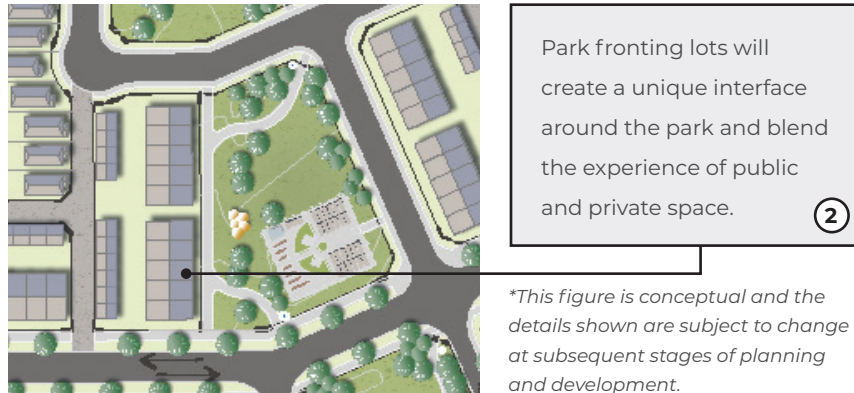 Park fronting lots will
create a unique interface
around the park and blend
the experience of public
and private space.
2
*This figure is conceptual and the
details shown are subject to change
at subsequent stages of planning
and development.